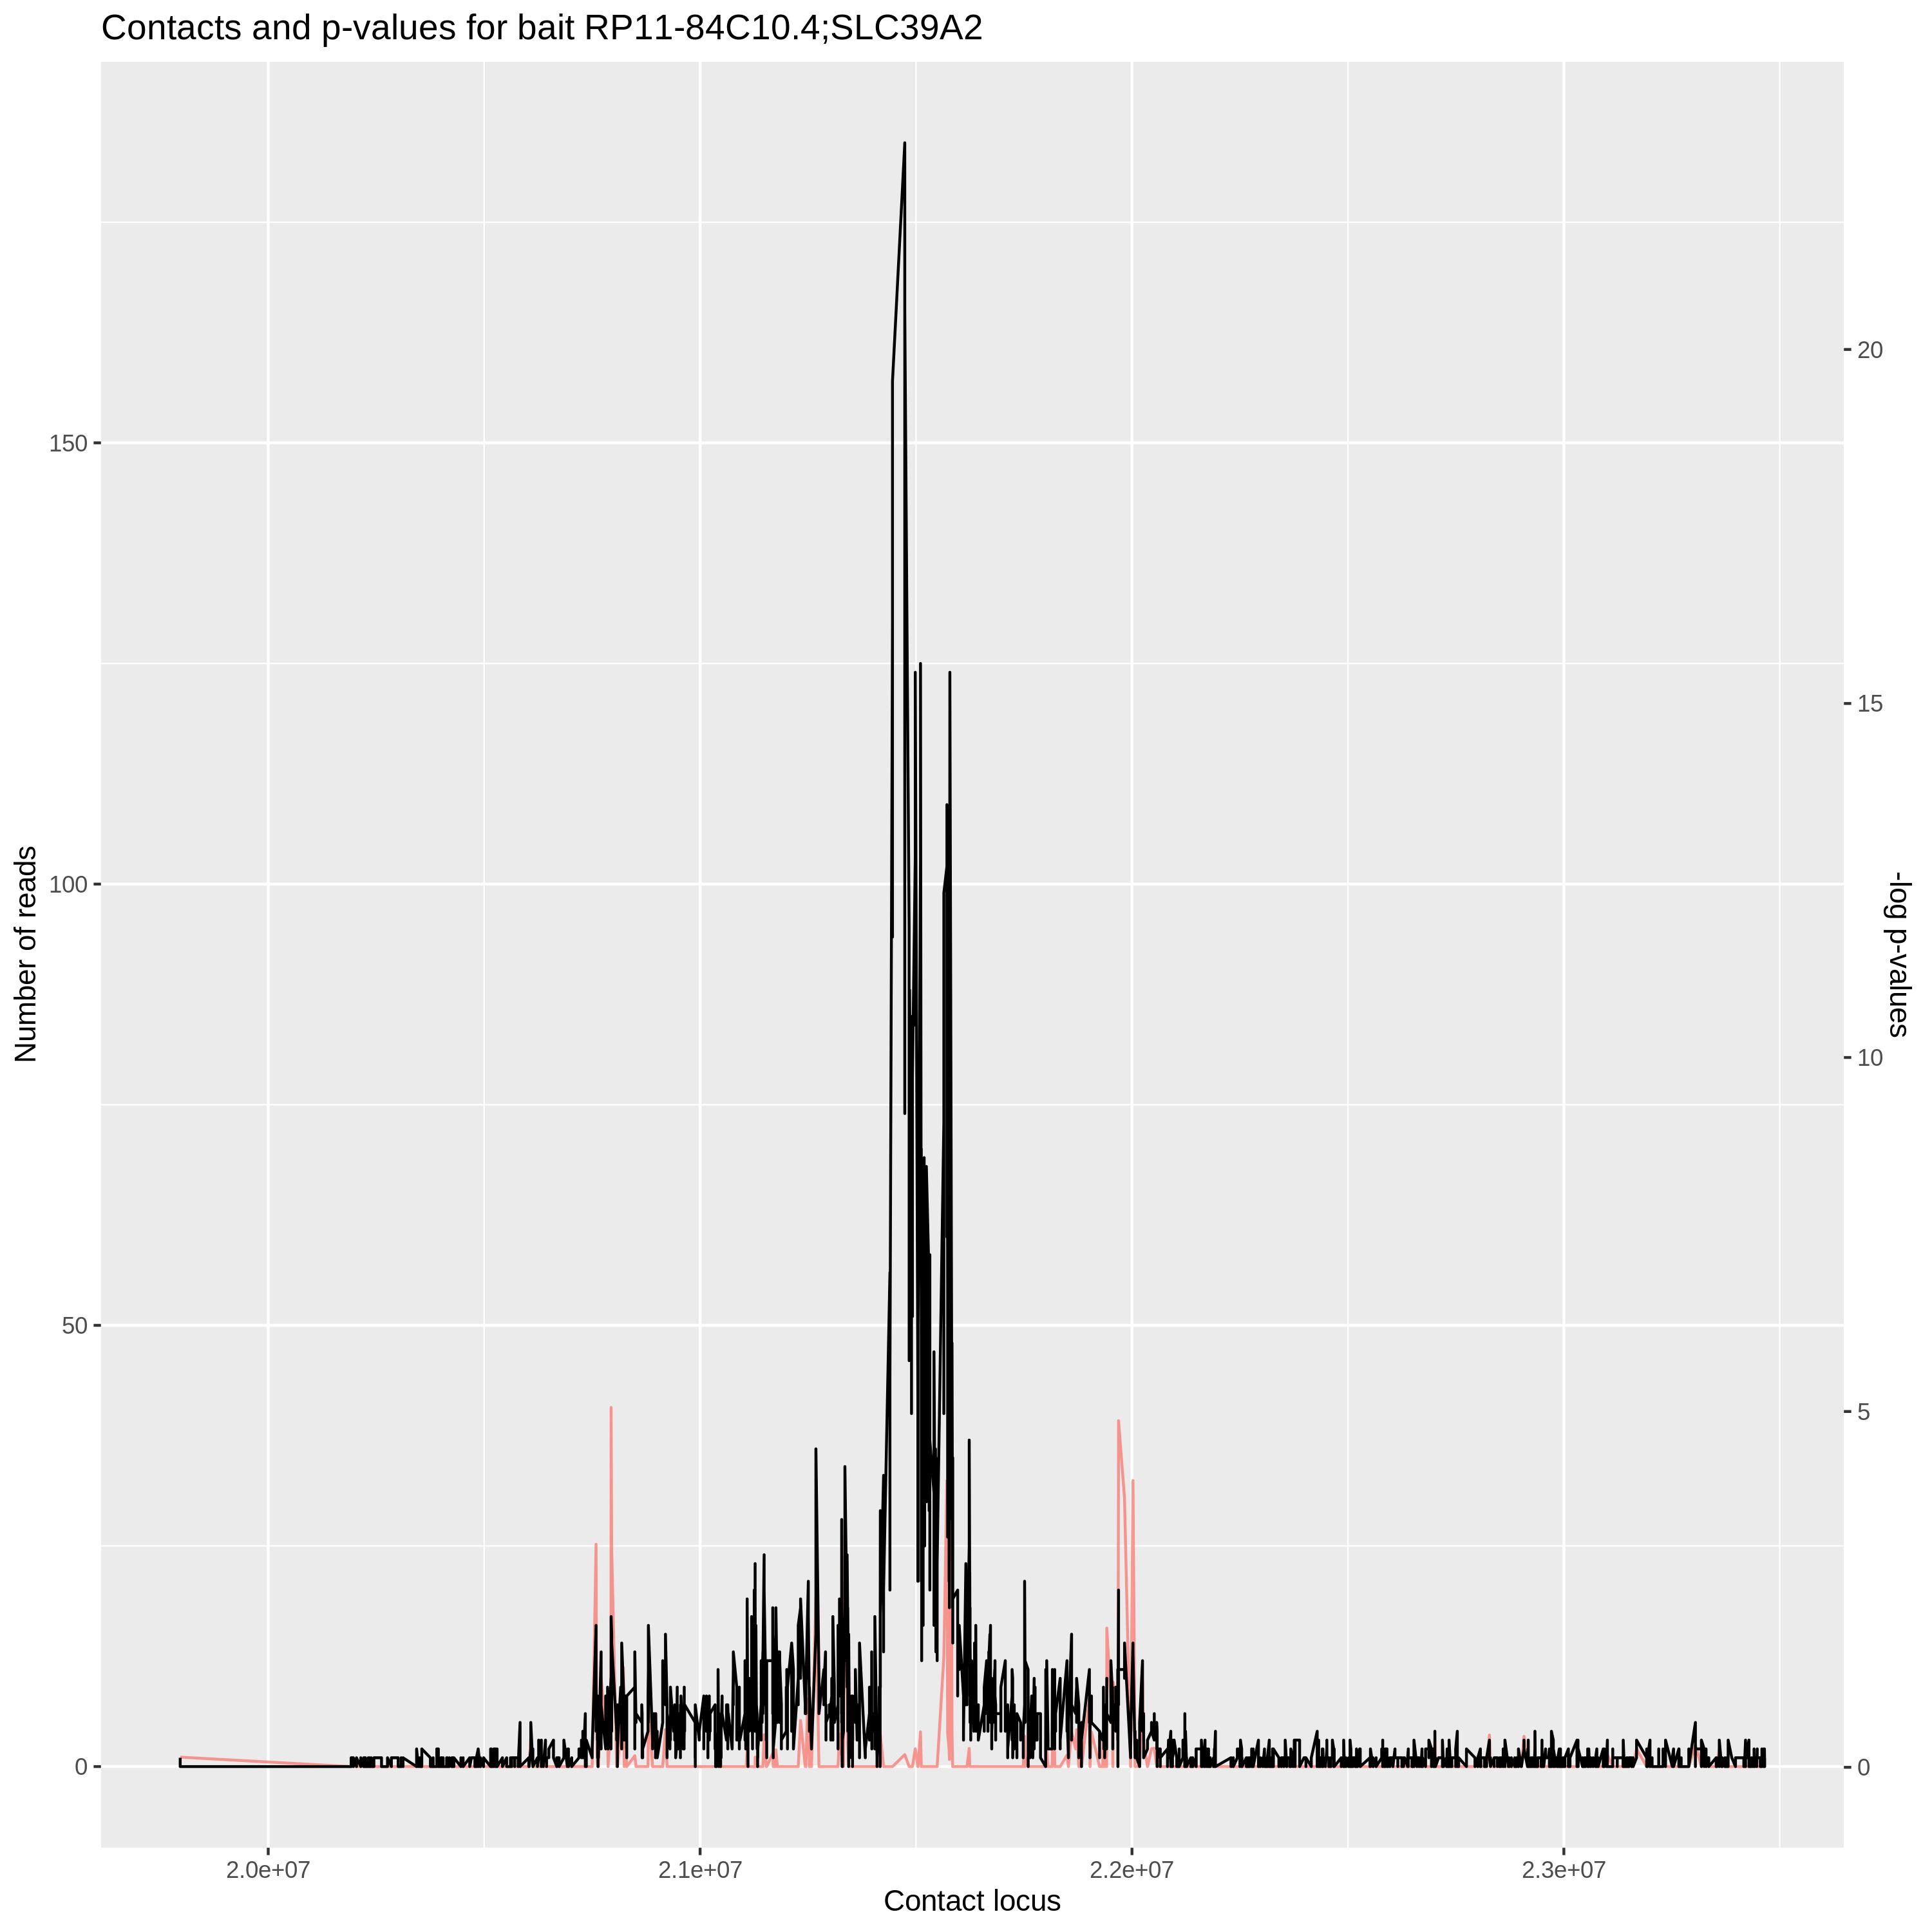 Contacts and p-values for bait RP11-84C10.4;SLC39A2
Number of reads
150
100
50
0
20
15
10
5
0
-log p-values
2.0e+07
2.1e+07
2.2e+07
2.3e+07
Contact locus